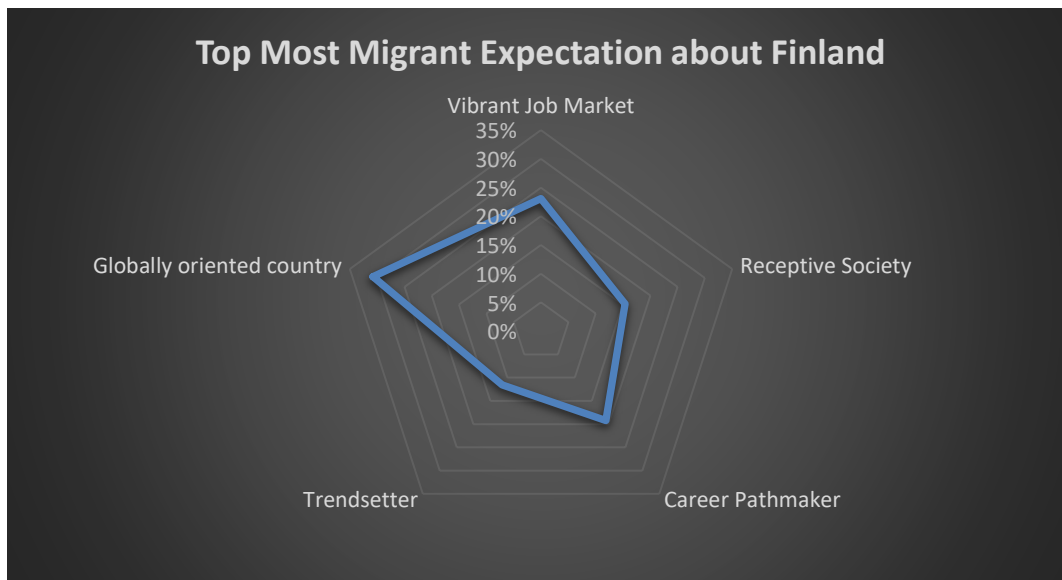 Top Most Migrant Expectation about Finland
Vibrant Job Market
35%
30%
25%
20%
15%
10%
5%
0%
Globally oriented country
Receptive Society
Trendsetter
Career Pathmaker